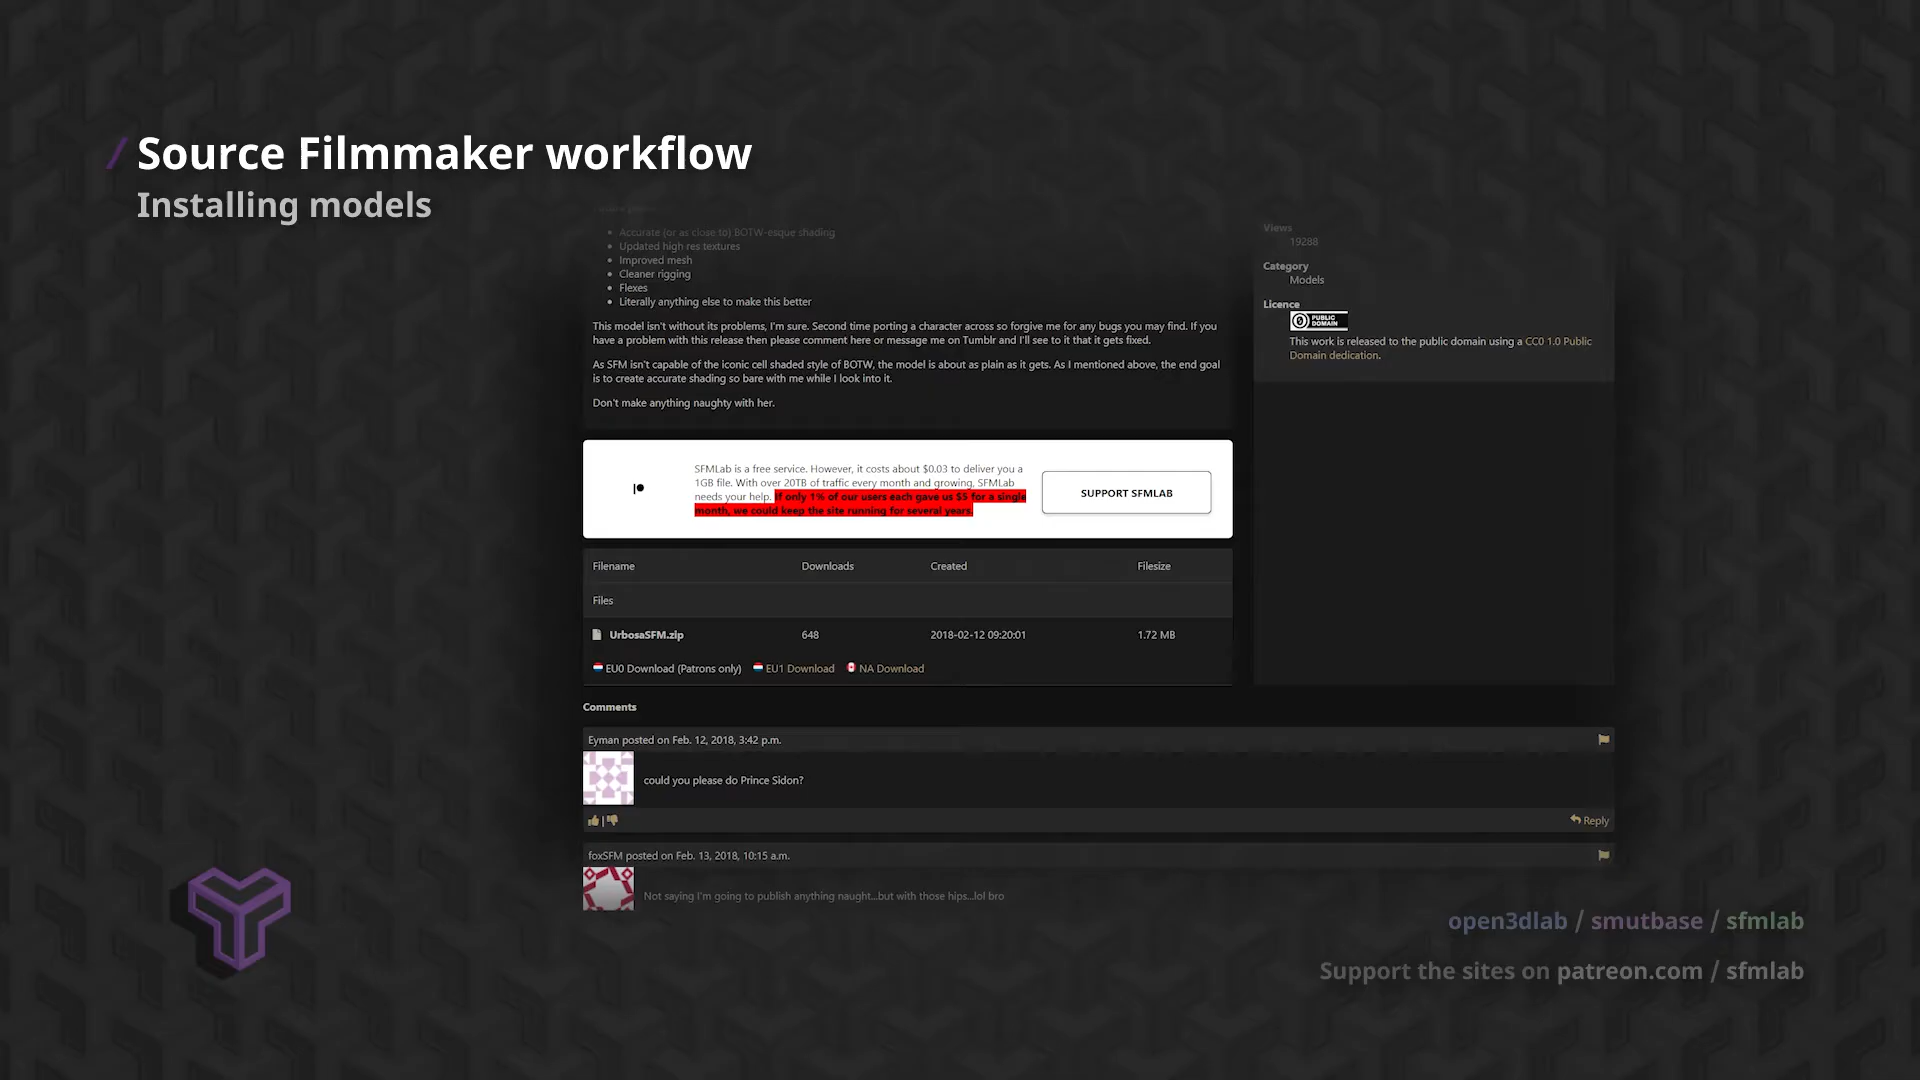 / Source Filmmaker workflow
Installing models
Accurate (or as close to) BOTW-esque shading
Updated high res textures
Improved mesh
Cleaner rigging
Flexes
Literally anything else to make this better
This model isn't without its problems, I'm sure. Second time porting a character across so forgive me for any bugs you may find. If you
have a problem with this release then please comment here or message me on Tumblr and I'll see to it that it gets fixed.
As SFM isn't capable of the iconic cell shaded style of BOTW, the model is about as plain as it gets. As I mentioned above, the end goal
is to create accurate shading so bare with me while I look into it.
Don't make anything naughty with her.
Views
19288
Category
Models
Licence
PUBLIC
DOMAIN
This work is released to the public domain using a CC0 1.0 Public
Domain dedication.
SFMLab is a free service. However, it costs about $0.03 to deliver you a
1GB file. With over 20TB of traffic every month and growing, SFMLab
needs your help. If only 1% of our users each gave us $5 for a single
month, we could keep the site running for several years.
SUPPORT SFMLAB
Filename Downloads Created Filesize
Files
UrbosaSFM.zip 648 2018-02-12 09:20:01 1.72 MB
EU0 Download (Patrons only) EU1 Download NA Download
Comments
Eyman posted on Feb. 12, 2018, 3:42 p.m.
could you please do Prince Sidon?
| Reply
foxSFM posted on Feb. 13, 2018, 10:15 a.m.
Not saying I'm going to publish anything naught...but with those hips...lol bro
open3dlab / smutbase / sfmlab
Support the sites on patreon.com / sfmlab